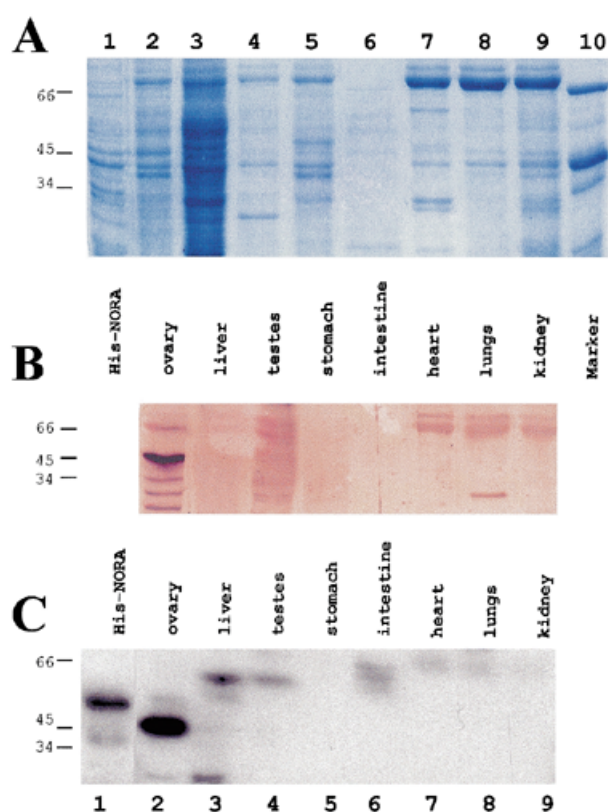 A
1 2 3 4 5 6 7 8 9 10
66
45
34
His-NORA ovary liver testes stomach intestine heart lungs kidney Marker
B
66
45
34
His-NORA ovary liver testes stomach intestine heart lungs kidney
C
66
45
34
1 2 3 4 5 6 7 8 9